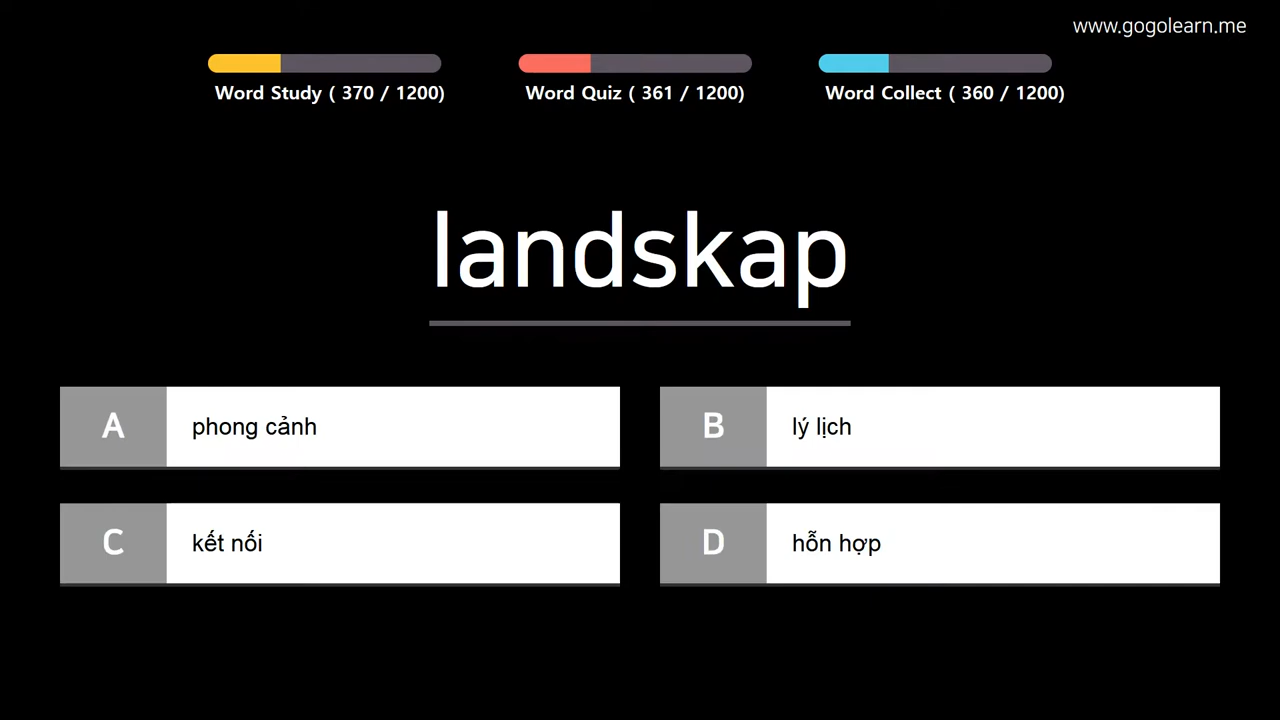 www.gogolearn.me
Word Study ( 370 / 1200)
Word Quiz ( 361 / 1200)
Word Collect ( 360 / 1200)
landskap
A phong cảnh
B lý lịch
C kết nối
D hỗn hợp